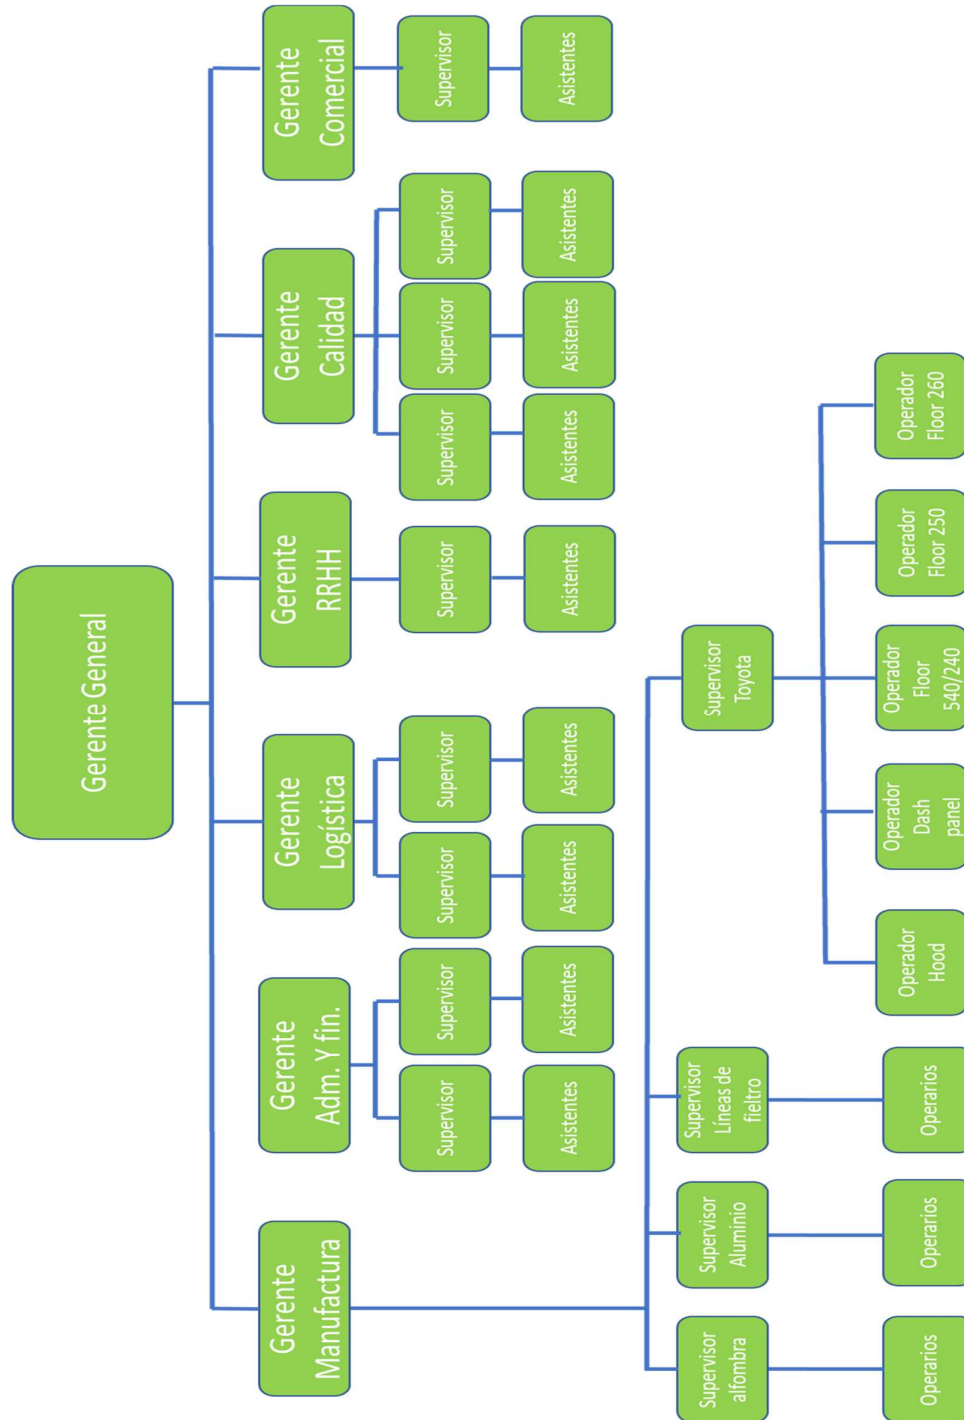 Gerente General
Gerente
Manufactura
Gerente
Adm. Y fin.
Gerente
Logística
Gerente
RRHH
Gerente
Calidad
Gerente
Comercial
Supervisor
Supervisor
Supervisor
Supervisor
Supervisor
Supervisor
Supervisor
Supervisor
Supervisor
Asistentes
Asistentes
Asistentes
Asistentes
Asistentes
Asistentes
Asistentes
Asistentes
Asistentes
Supervisor
alfombra
Supervisor
Aluminio
Supervisor
Líneas de
fieltro
Supervisor
Toyota
Operarios
Operarios
Operarios
Operador
Hood
Operador
Dash
panel
Operador
Floor
540/240
Operador
Floor 250
Operador
Floor 260